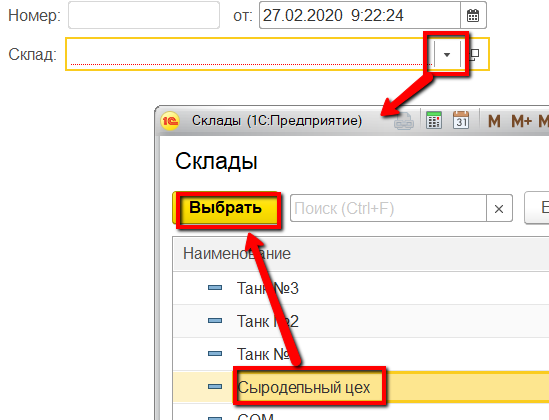 Номер: от: 27.02.2020 9:22:24
Склад:
1С Склады (1С:Предприятие) 31 M M+
Склады
Выбрать Поиск (Ctrl+F) ×
Наименование
Танк №3
Танк №2
Танк №
Сыродельный цех